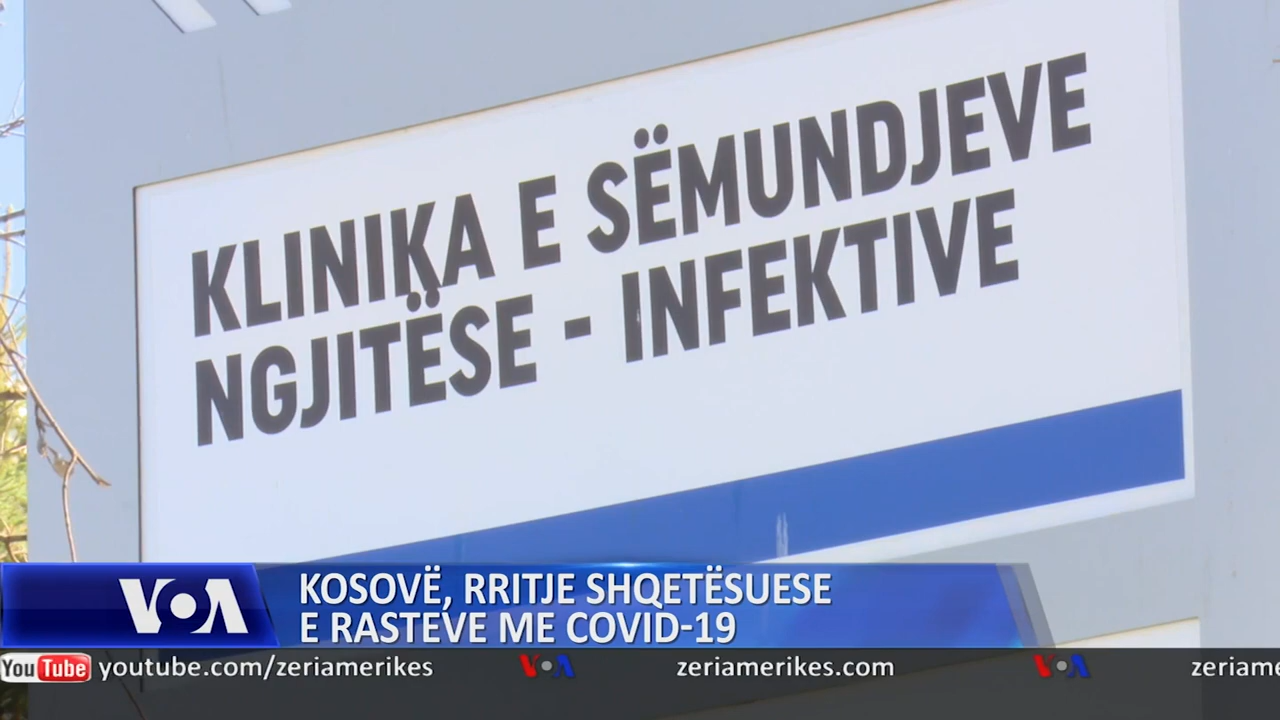 KLINIKA E SËMUNDJEVE
NGJITËSE - INFEKTIVE
VOA
KOSOVË, RRITJE SHQETËSUESE
E RASTEVE ME COVID-19
YouTube youtube.com/zeriamerikes VOA zeriamerikes.com VOA zeriame